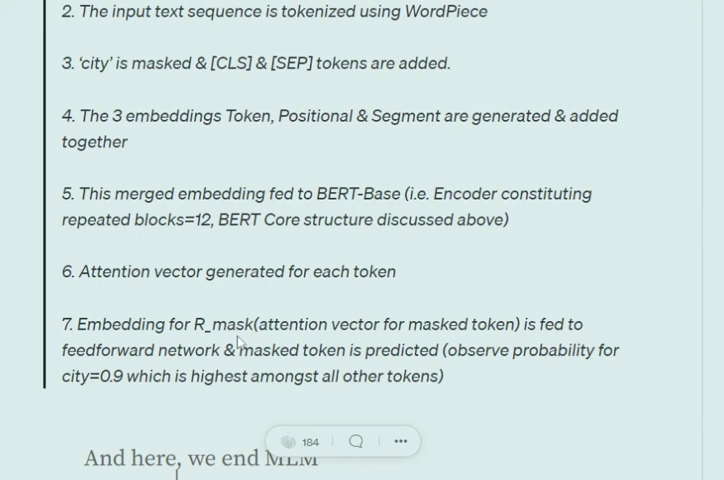 2. The input text sequence is tokenized using WordPiece
3. ‘city’ is masked & [CLS] & [SEP] tokens are added.
4. The 3 embeddings Token, Positional & Segment are generated & added
together
5. This merged embedding fed to BERT-Base (i.e. Encoder constituting
repeated blocks=12, BERT Core structure discussed above)
6. Attention vector generated for each token
7. Embedding for R_mask(attention vector for masked token) is fed to
feedforward network & masked token is predicted (observe probability for
city=0.9 which is highest amongst all other tokens)
184
And here, we end MLM